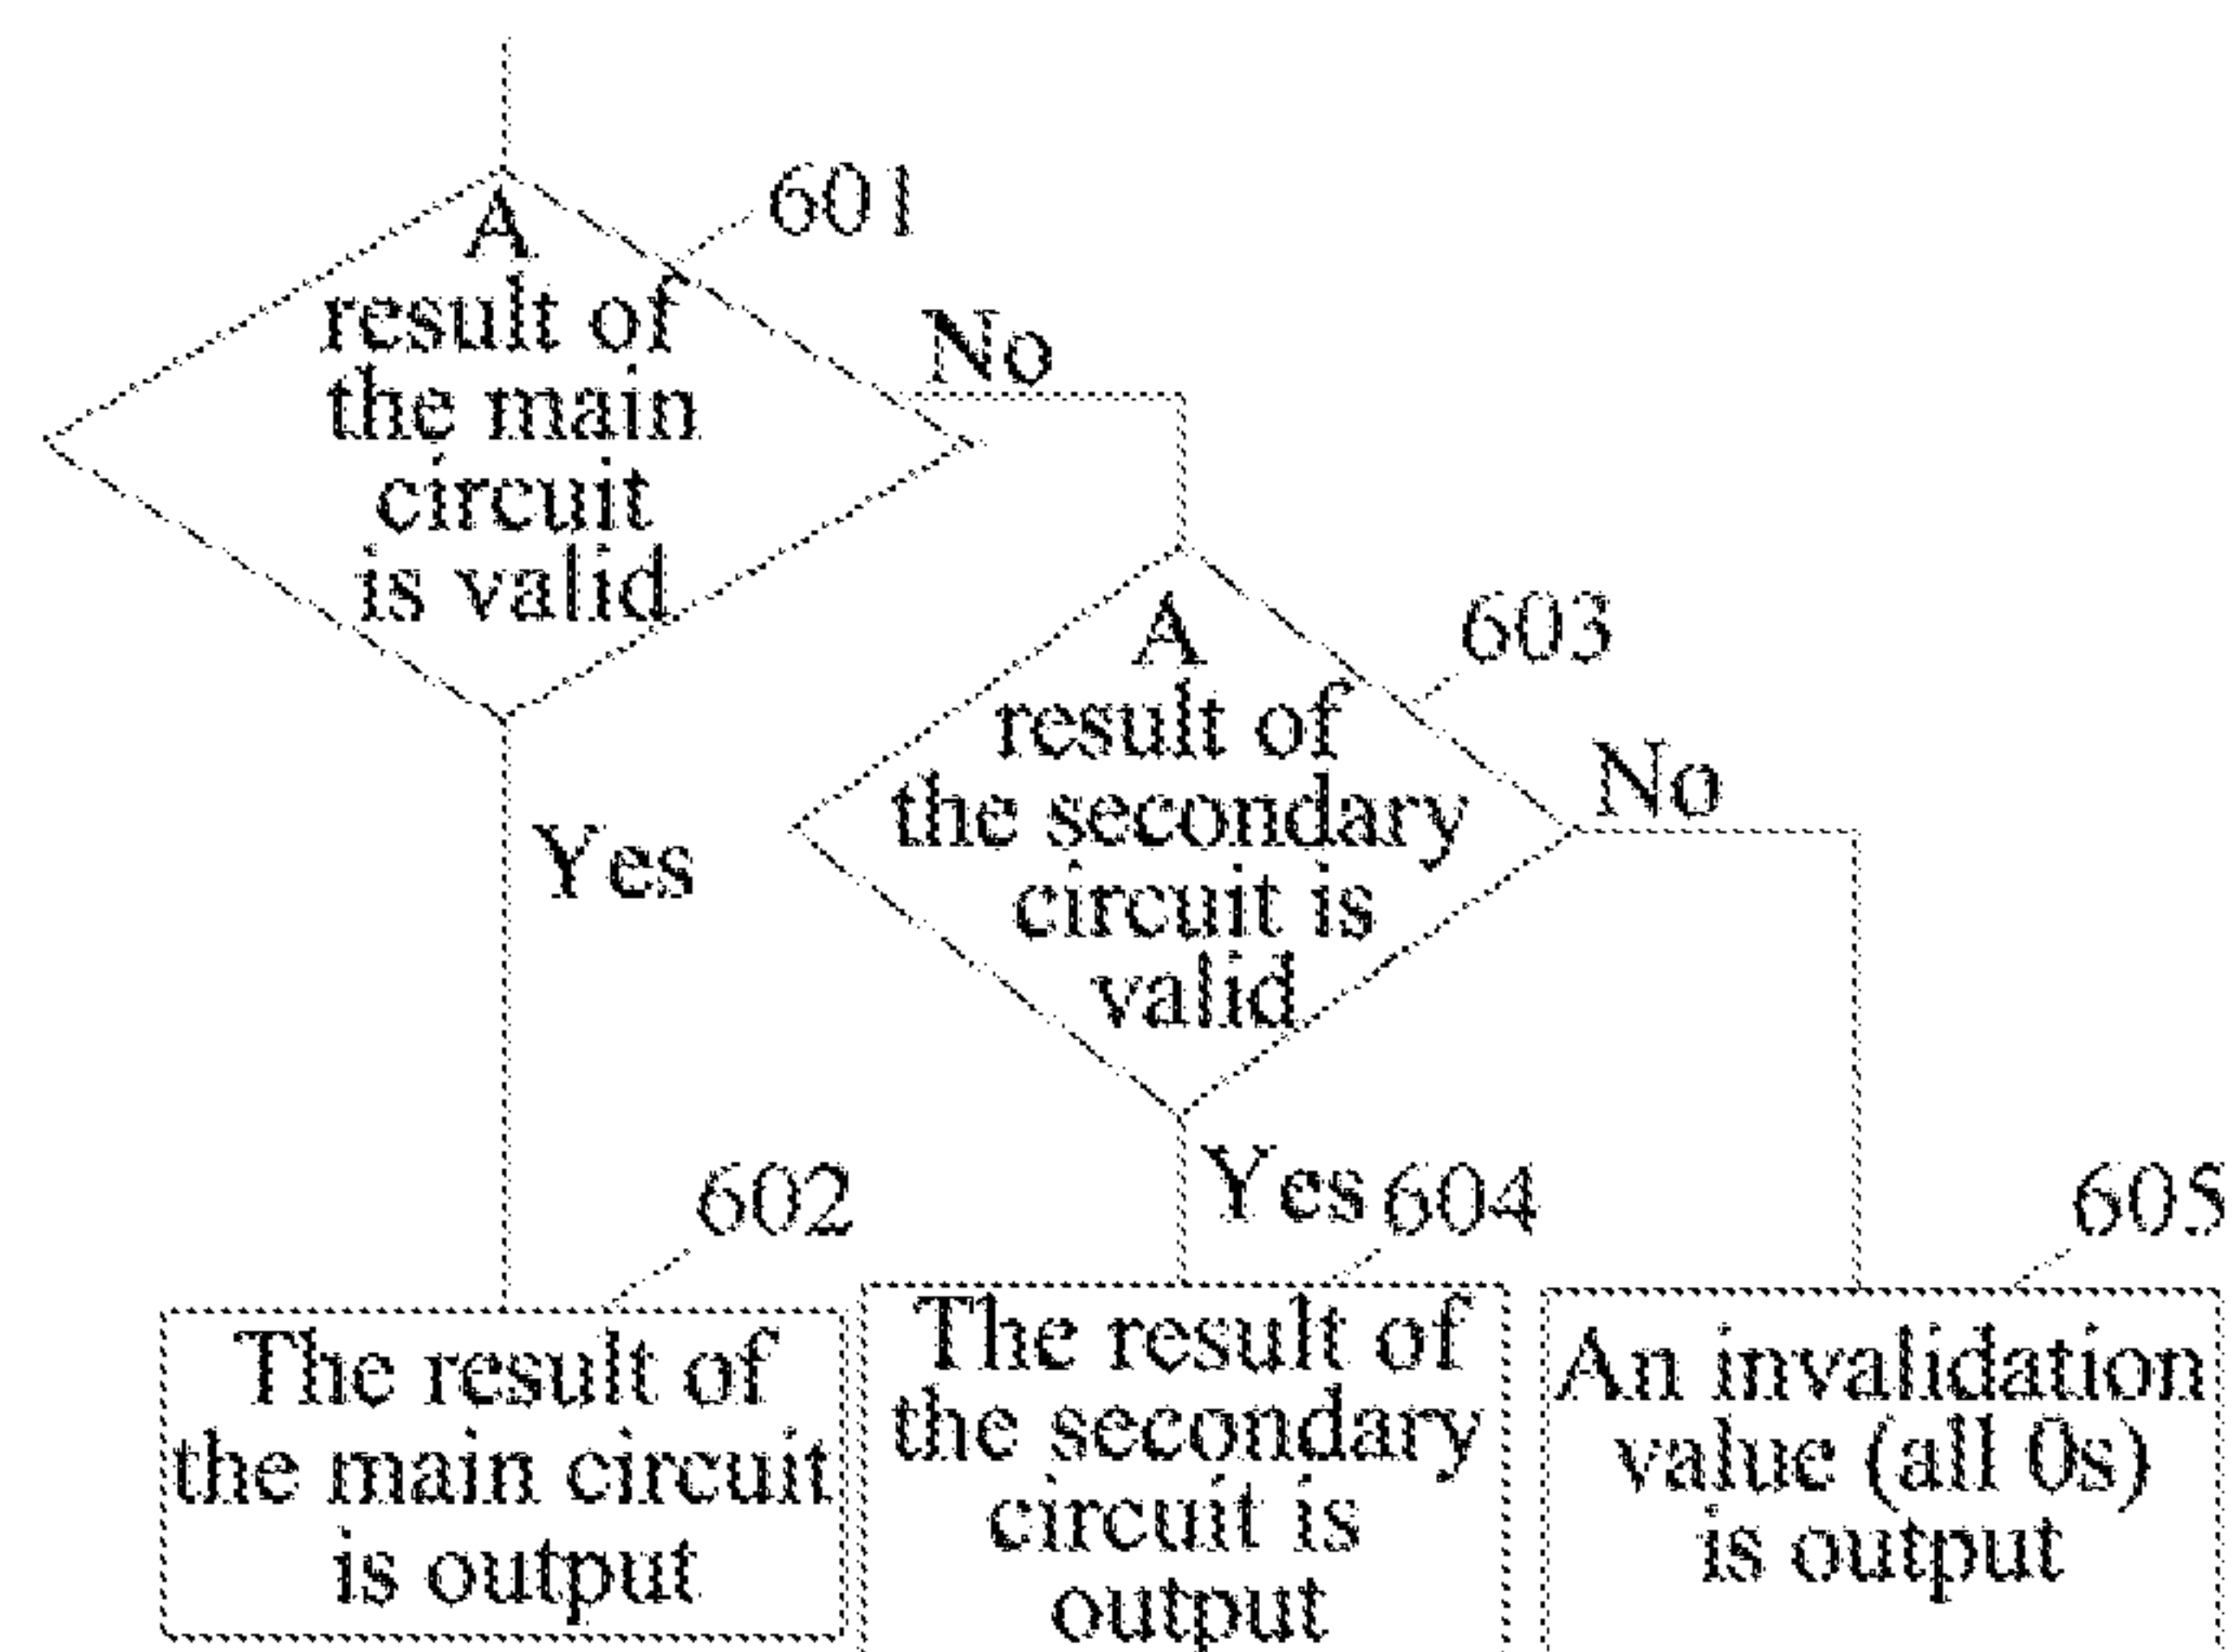 601
A
result of
the main
circuit
is valid
No
603
A
result of
the secondary
circuit is
valid
No
Yes
Yes
602
The result of
the main circuit
is output
604
The result of
the secondary
circuit is
output
605
An invalidation
value (all 0s)
is output